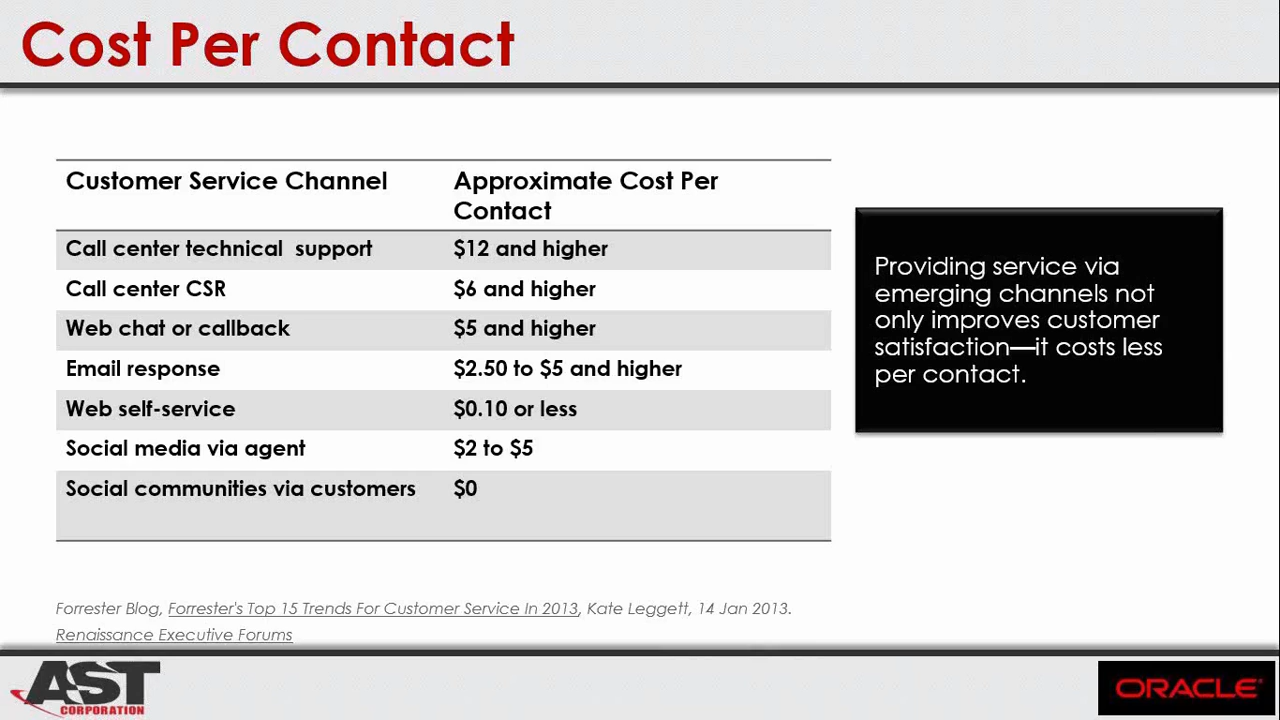 Cost Per Contact
Customer Service Channel
Approximate Cost Per
Contact
Call center technical  support
$12 and higher
Call center CSR
$6 and higher
Web chat or callback
$5 and higher
Email response
$2.50 to $5 and higher
Web self-service
$0.10 or less
Social media via agent
$2 to $5
Social communities via customers
$0
Providing service via
emerging channels not
only improves customer
satisfaction—it costs less
per contact.
Forrester Blog, Forrester's Top 15 Trends For Customer Service In 2013, Kate Leggett, 14 Jan 2013.
Renaissance Executive Forums
AST
CORPORATION
ORACLE